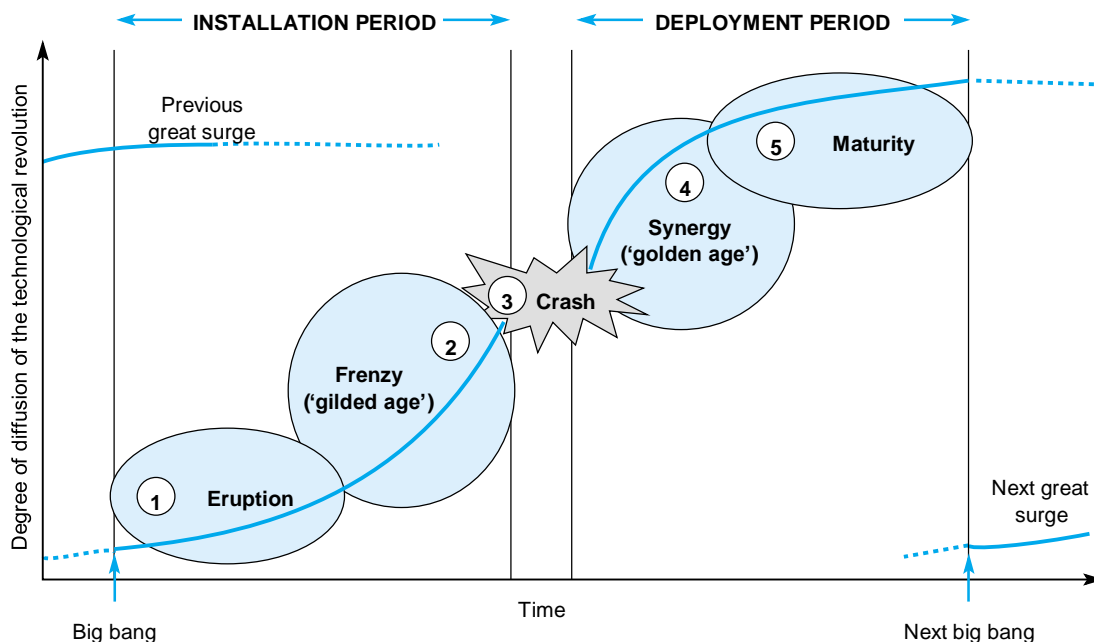 INSTALLATION PERIOD
DEPLOYMENT PERIOD
Degree of diffusion of the technological revolution
Previous
great surge
5
Maturity
4
Synergy
(‘golden age’)
3
Crash
2
Frenzy
(‘gilded age’)
1
Eruption
Next great
surge
Time
Big bang
Next big bang